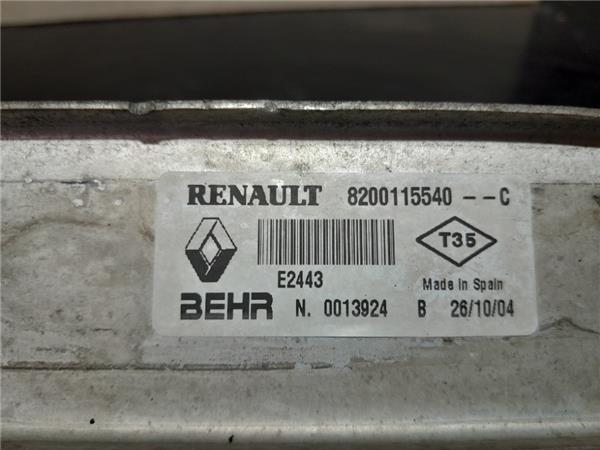 RENAULT 8200115540 - - C
T35
E2443 Made In Spain
BEHR N. 0013924 B 26/10/04